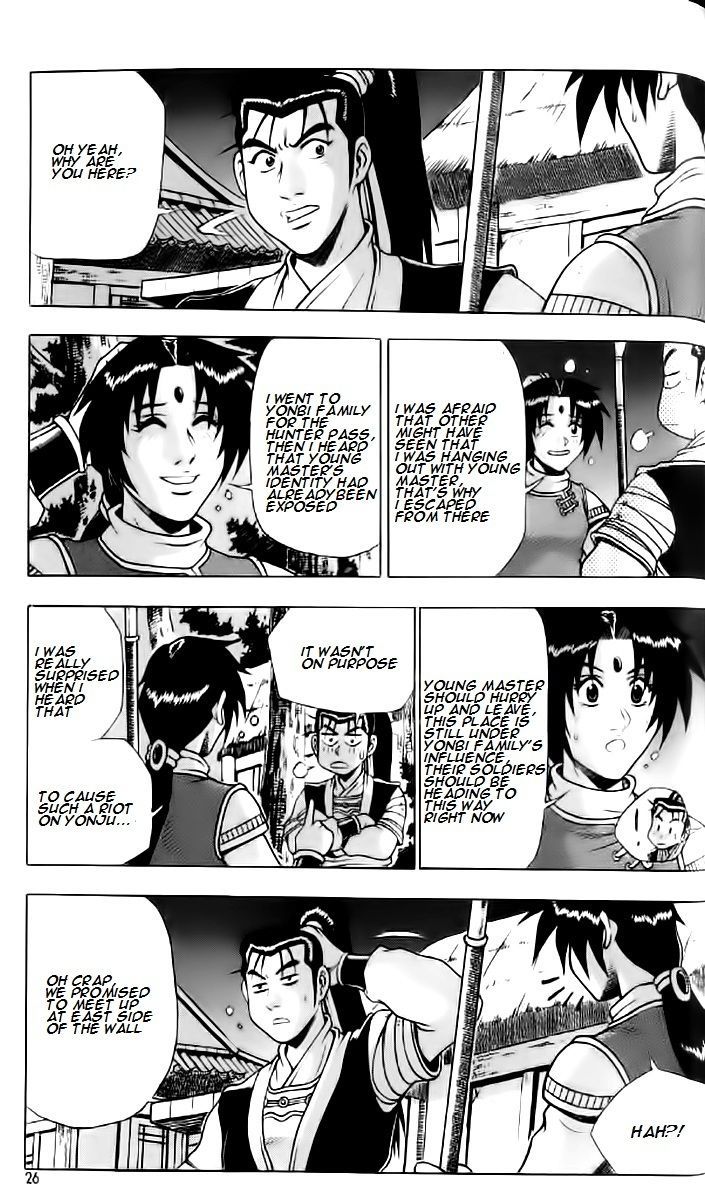 OH YEAH,
WHY ARE
YOU HERE?
I WENT TO
YONBI FAMILY
FOR THE
HUNTER PASS,
THEN I HEARD
THAT YOUNG
MASTER'S
IDENTITY HAD
ALREADY BEEN
EXPOSED
I WAS AFRAID
THAT OTHER
MIGHT HAVE
SEEN THAT
I WAS HANGING
OUT WITH YOUNG
MASTER,
THAT'S WHY
I ESCAPED
FROM THERE
I WAS
REALLY
SURPRISED
WHEN I
HEARD
THAT
TO CAUSE
SUCH A RIOT
ON YONJU...
IT WASN'T
ON PURPOSE
YOUNG MASTER
SHOULD HURRY
UP AND LEAVE,
THIS PLACE IS
STILL UNDER
YONBI FAMILY'S
INFLUENCE.
THEIR SOLDIERS
SHOULD BE
HEADING TO
THIS WAY
RIGHT NOW
OH CRAP,
WE PROMISED
TO MEET UP
AT EAST SIDE
OF THE WALL
HAH?!
26